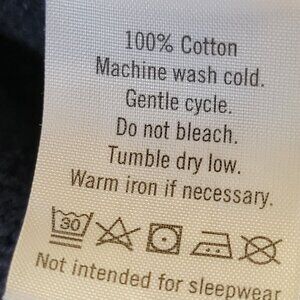 100% Cotton
Machine wash cold.
Gentle cycle.
Do not bleach.
Tumble dry low.
Warm iron if necessary.
30
Not intended for sleepwear